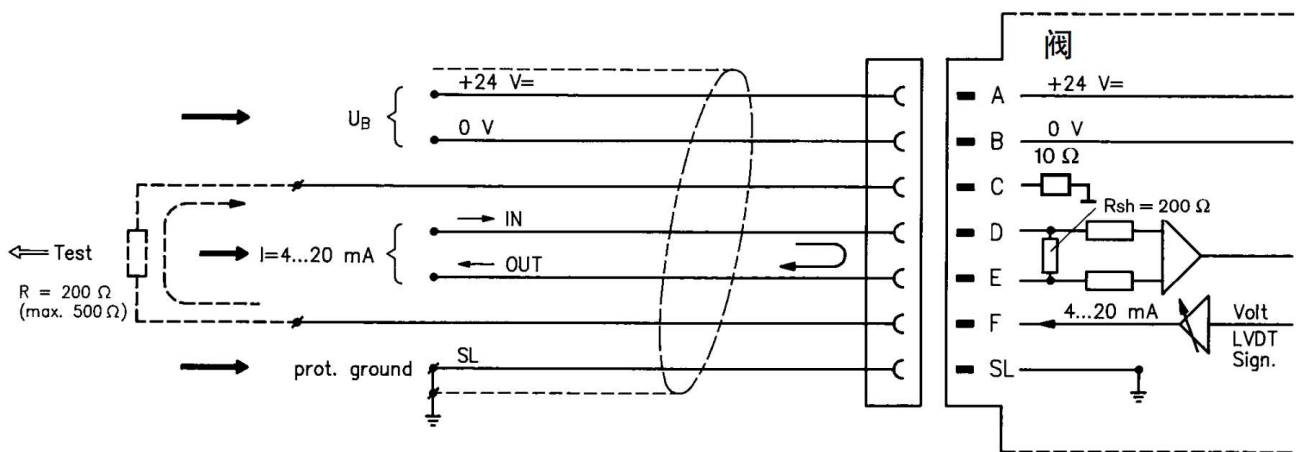 阀
+24 V=
A
+24 V=
U_B
0 V
B
0 V
10 Ω
C
Rsh = 200 Ω
IN
D
Test
I=4...20 mA
OUT
E
R = 200 Ω
(max. 500 Ω)
F
4...20 mA
Volt
LVDT
Sign.
prot. ground
SL
SL